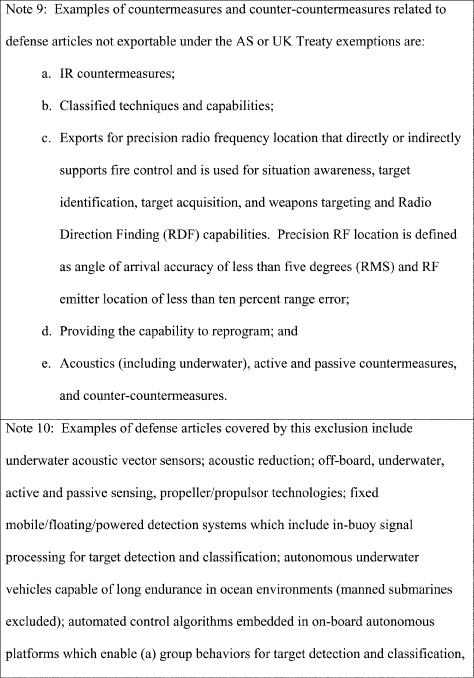 Note 9:  Examples of countermeasures and counter-countermeasures related to
defense articles not exportable under the AS or UK Treaty exemptions are:
a.  IR countermeasures;
b.  Classified techniques and capabilities;
c.  Exports for precision radio frequency location that directly or indirectly
supports fire control and is used for situation awareness, target
identification, target acquisition, and weapons targeting and Radio
Direction Finding (RDF) capabilities.  Precision RF location is defined
as angle of arrival accuracy of less than five degrees (RMS) and RF
emitter location of less than ten percent range error;
d.  Providing the capability to reprogram; and
e.  Acoustics (including underwater), active and passive countermeasures,
and counter-countermeasures.
Note 10:  Examples of defense articles covered by this exclusion include
underwater acoustic vector sensors; acoustic reduction; off-board, underwater,
active and passive sensing, propeller/propulsor technologies; fixed
mobile/floating/powered detection systems which include in-buoy signal
processing for target detection and classification; autonomous underwater
vehicles capable of long endurance in ocean environments (manned submarines
excluded); automated control algorithms embedded in on-board autonomous
platforms which enable (a) group behaviors for target detection and classification,